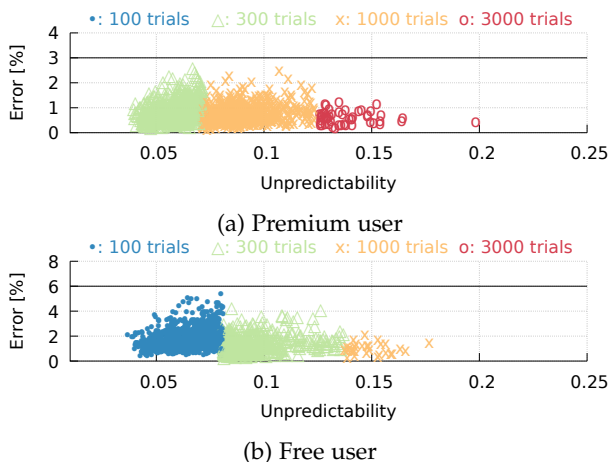 •: 100 trials △: 300 trials x: 1000 trials o: 3000 trials
Error [%]
4
3
2
1
0
0.05 0.1 0.15 0.2 0.25
Unpredictability
(a) Premium user
•: 100 trials △: 300 trials x: 1000 trials o: 3000 trials
Error [%]
8
6
4
2
0
0.05 0.1 0.15 0.2 0.25
Unpredictability
(b) Free user